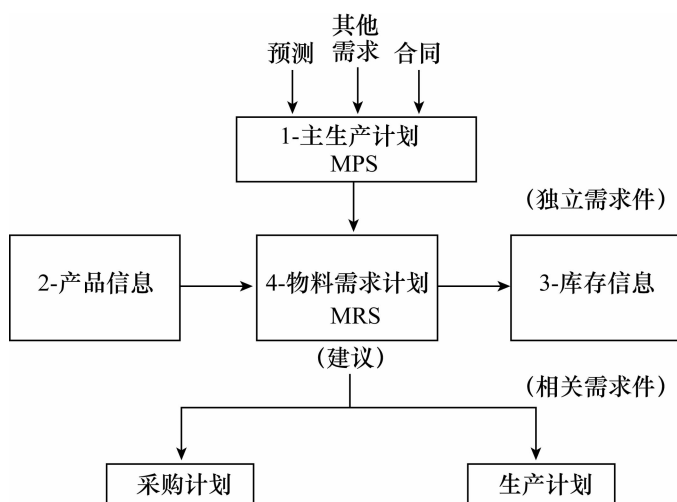 其他
需求
预测
合同
1-主生产计划
MPS
(独立需求件)
2-产品信息
4-物料需求计划
MRS
3-库存信息
(建议)
(相关需求件)
采购计划
生产计划